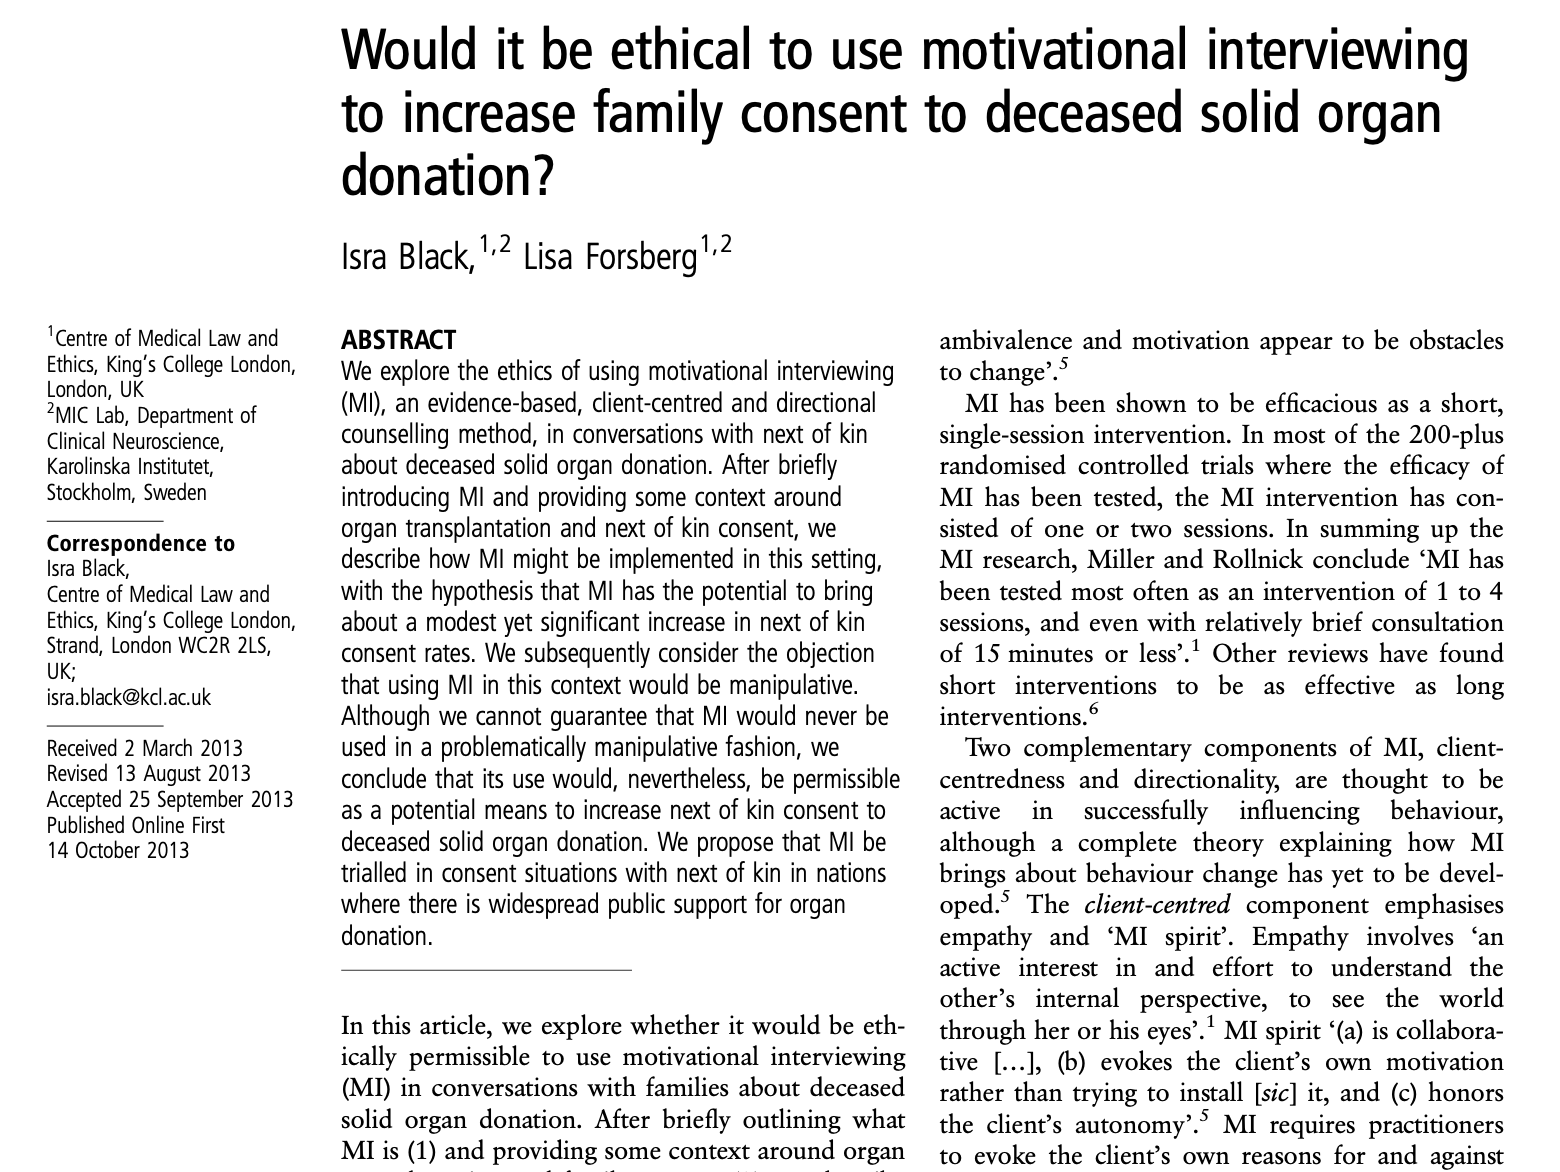 Would it be ethical to use motivational interviewing
to increase family consent to deceased solid organ
donation?
Isra Black,1,2 Lisa Forsberg1,2
1Centre of Medical Law and
Ethics, King's College London,
London, UK
2MIC Lab, Department of
Clinical Neuroscience,
Karolinska Institutet,
Stockholm, Sweden
Correspondence to
Isra Black,
Centre of Medical Law and
Ethics, King's College London,
Strand, London WC2R 2LS,
UK;
isra.black@kcl.ac.uk
Received 2 March 2013
Revised 13 August 2013
Accepted 25 September 2013
Published Online First
14 October 2013
ABSTRACT
We explore the ethics of using motivational interviewing
(MI), an evidence-based, client-centred and directional
counselling method, in conversations with next of kin
about deceased solid organ donation. After briefly
introducing MI and providing some context around
organ transplantation and next of kin consent, we
describe how MI might be implemented in this setting,
with the hypothesis that MI has the potential to bring
about a modest yet significant increase in next of kin
consent rates. We subsequently consider the objection
that using MI in this context would be manipulative.
Although we cannot guarantee that MI would never be
used in a problematically manipulative fashion, we
conclude that its use would, nevertheless, be permissible
as a potential means to increase next of kin consent to
deceased solid organ donation. We propose that MI be
trialled in consent situations with next of kin in nations
where there is widespread public support for organ
donation.
In this article, we explore whether it would be eth-
ically permissible to use motivational interviewing
(MI) in conversations with families about deceased
solid organ donation. After briefly outlining what
MI is (1) and providing some context around organ
ambivalence and motivation appear to be obstacles
to change'.5
MI has been shown to be efficacious as a short,
single-session intervention. In most of the 200-plus
randomised controlled trials where the efficacy of
MI has been tested, the MI intervention has con-
sisted of one or two sessions. In summing up the
MI research, Miller and Rollnick conclude 'MI has
been tested most often as an intervention of 1 to 4
sessions, and even with relatively brief consultation
of 15 minutes or less'.1 Other reviews have found
short interventions to be as effective as long
interventions.6
Two complementary components of MI, client-
centredness and directionality, are thought to be
active in successfully influencing behaviour,
although a complete theory explaining how MI
brings about behaviour change has yet to be devel-
oped.5 The client-centred component emphasises
empathy and 'MI spirit'. Empathy involves 'an
active interest in and effort to understand the
other's internal perspective, to see the world
through her or his eyes'.1 MI spirit '(a) is collabora-
tive [...], (b) evokes the client's own motivation
rather than trying to install [sic] it, and (c) honors
the client's autonomy'.5 MI requires practitioners
to evoke the client's own reasons for and against